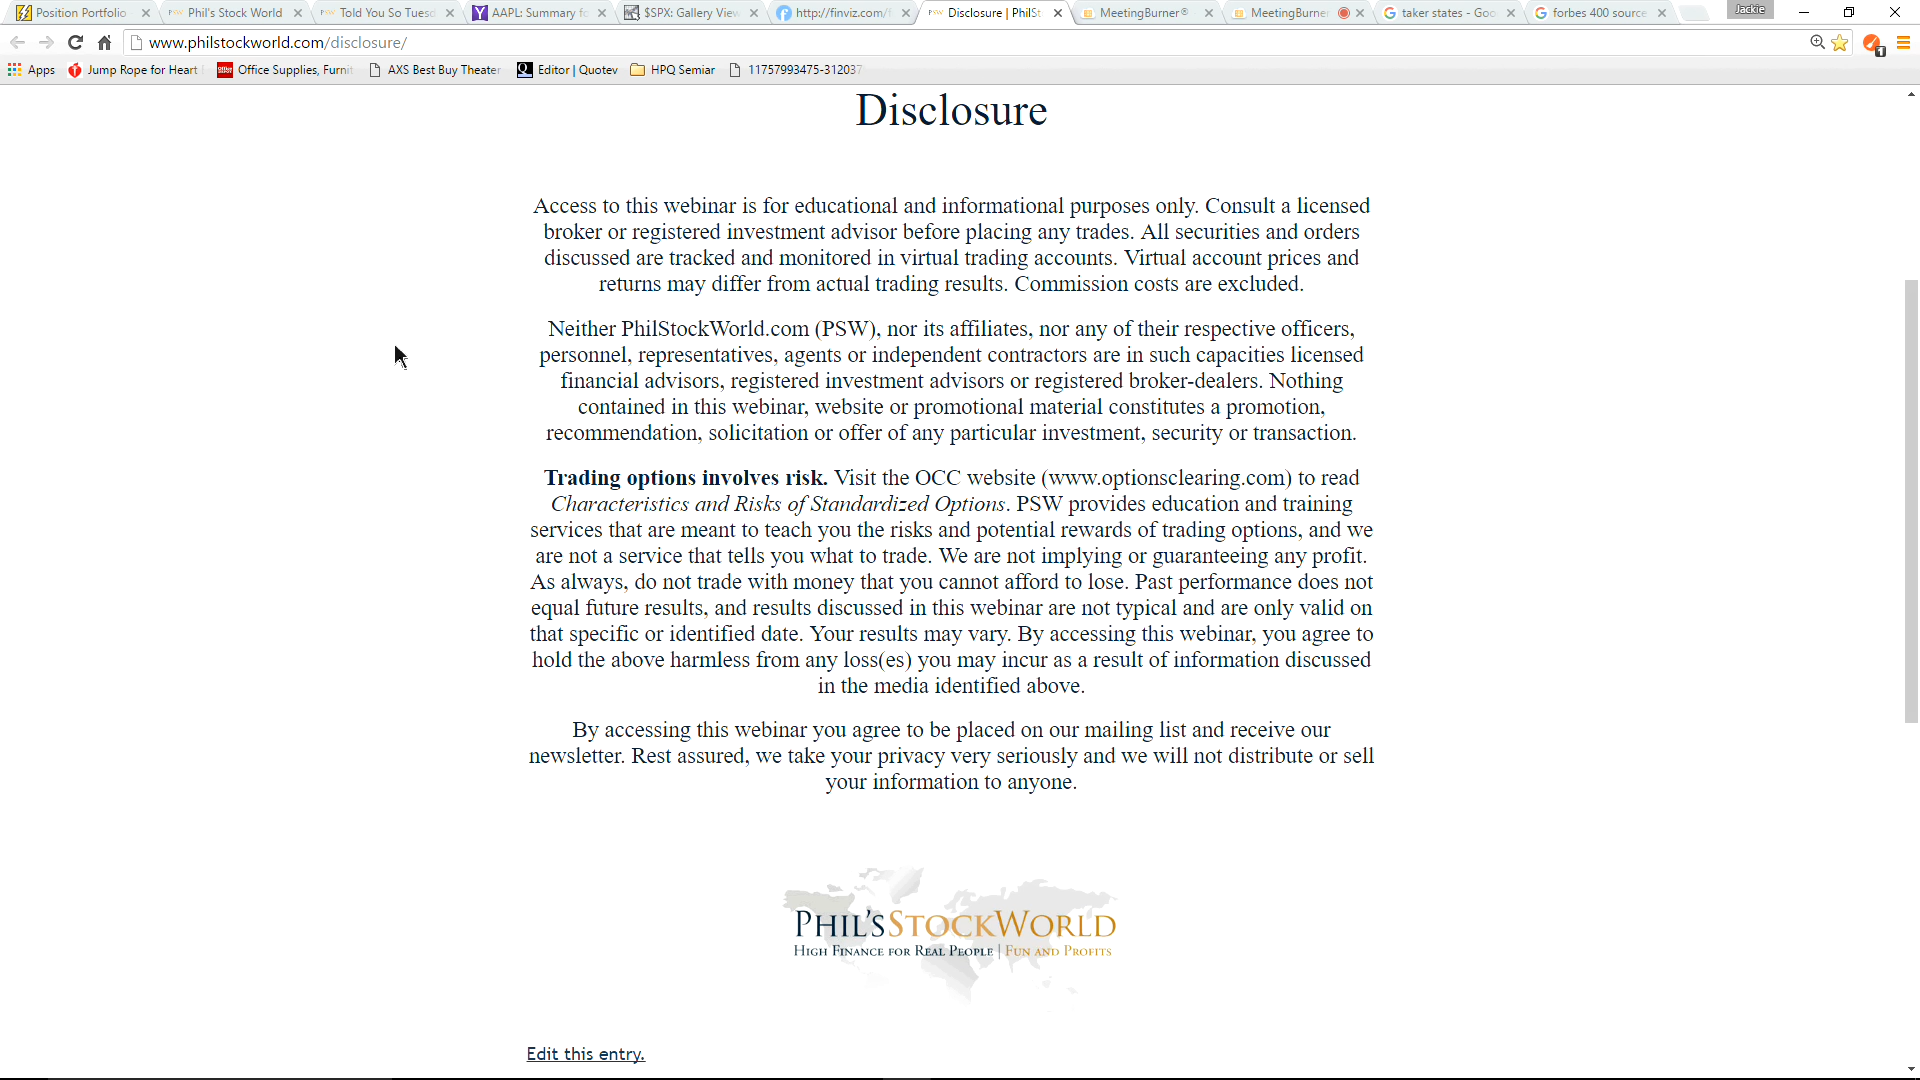 Position Portfolio
Phil's Stock World
Told You So Tuesd
AAPL: Summary fo
$SPX: Gallery View
http://finviz.com/f
Disclosure | PhilSt
MeetingBurner®
MeetingBurner
taker states - Goo
forbes 400 source
Jackie
www.philstockworld.com/disclosure/
1
Apps
Jump Rope for Heart
Office Supplies, Furnit
AXS Best Buy Theater
Editor | Quotev
HPQ Semiar
11757993475-312037
Disclosure
Access to this webinar is for educational and informational purposes only. Consult a licensed
broker or registered investment advisor before placing any trades. All securities and orders
discussed are tracked and monitored in virtual trading accounts. Virtual account prices and
returns may differ from actual trading results. Commission costs are excluded.
Neither PhilStockWorld.com (PSW), nor its affiliates, nor any of their respective officers,
personnel, representatives, agents or independent contractors are in such capacities licensed
financial advisors, registered investment advisors or registered broker-dealers. Nothing
contained in this webinar, website or promotional material constitutes a promotion,
recommendation, solicitation or offer of any particular investment, security or transaction.
Trading options involves risk. Visit the OCC website (www.optionsclearing.com) to read
Characteristics and Risks of Standardized Options. PSW provides education and training
services that are meant to teach you the risks and potential rewards of trading options, and we
are not a service that tells you what to trade. We are not implying or guaranteeing any profit.
As always, do not trade with money that you cannot afford to lose. Past performance does not
equal future results, and results discussed in this webinar are not typical and are only valid on
that specific or identified date. Your results may vary. By accessing this webinar, you agree to
hold the above harmless from any loss(es) you may incur as a result of information discussed
in the media identified above.
By accessing this webinar you agree to be placed on our mailing list and receive our
newsletter. Rest assured, we take your privacy very seriously and we will not distribute or sell
your information to anyone.
PHIL'S STOCKWORLD
HIGH FINANCE FOR REAL PEOPLE | FUN AND PROFITS
Edit this entry.